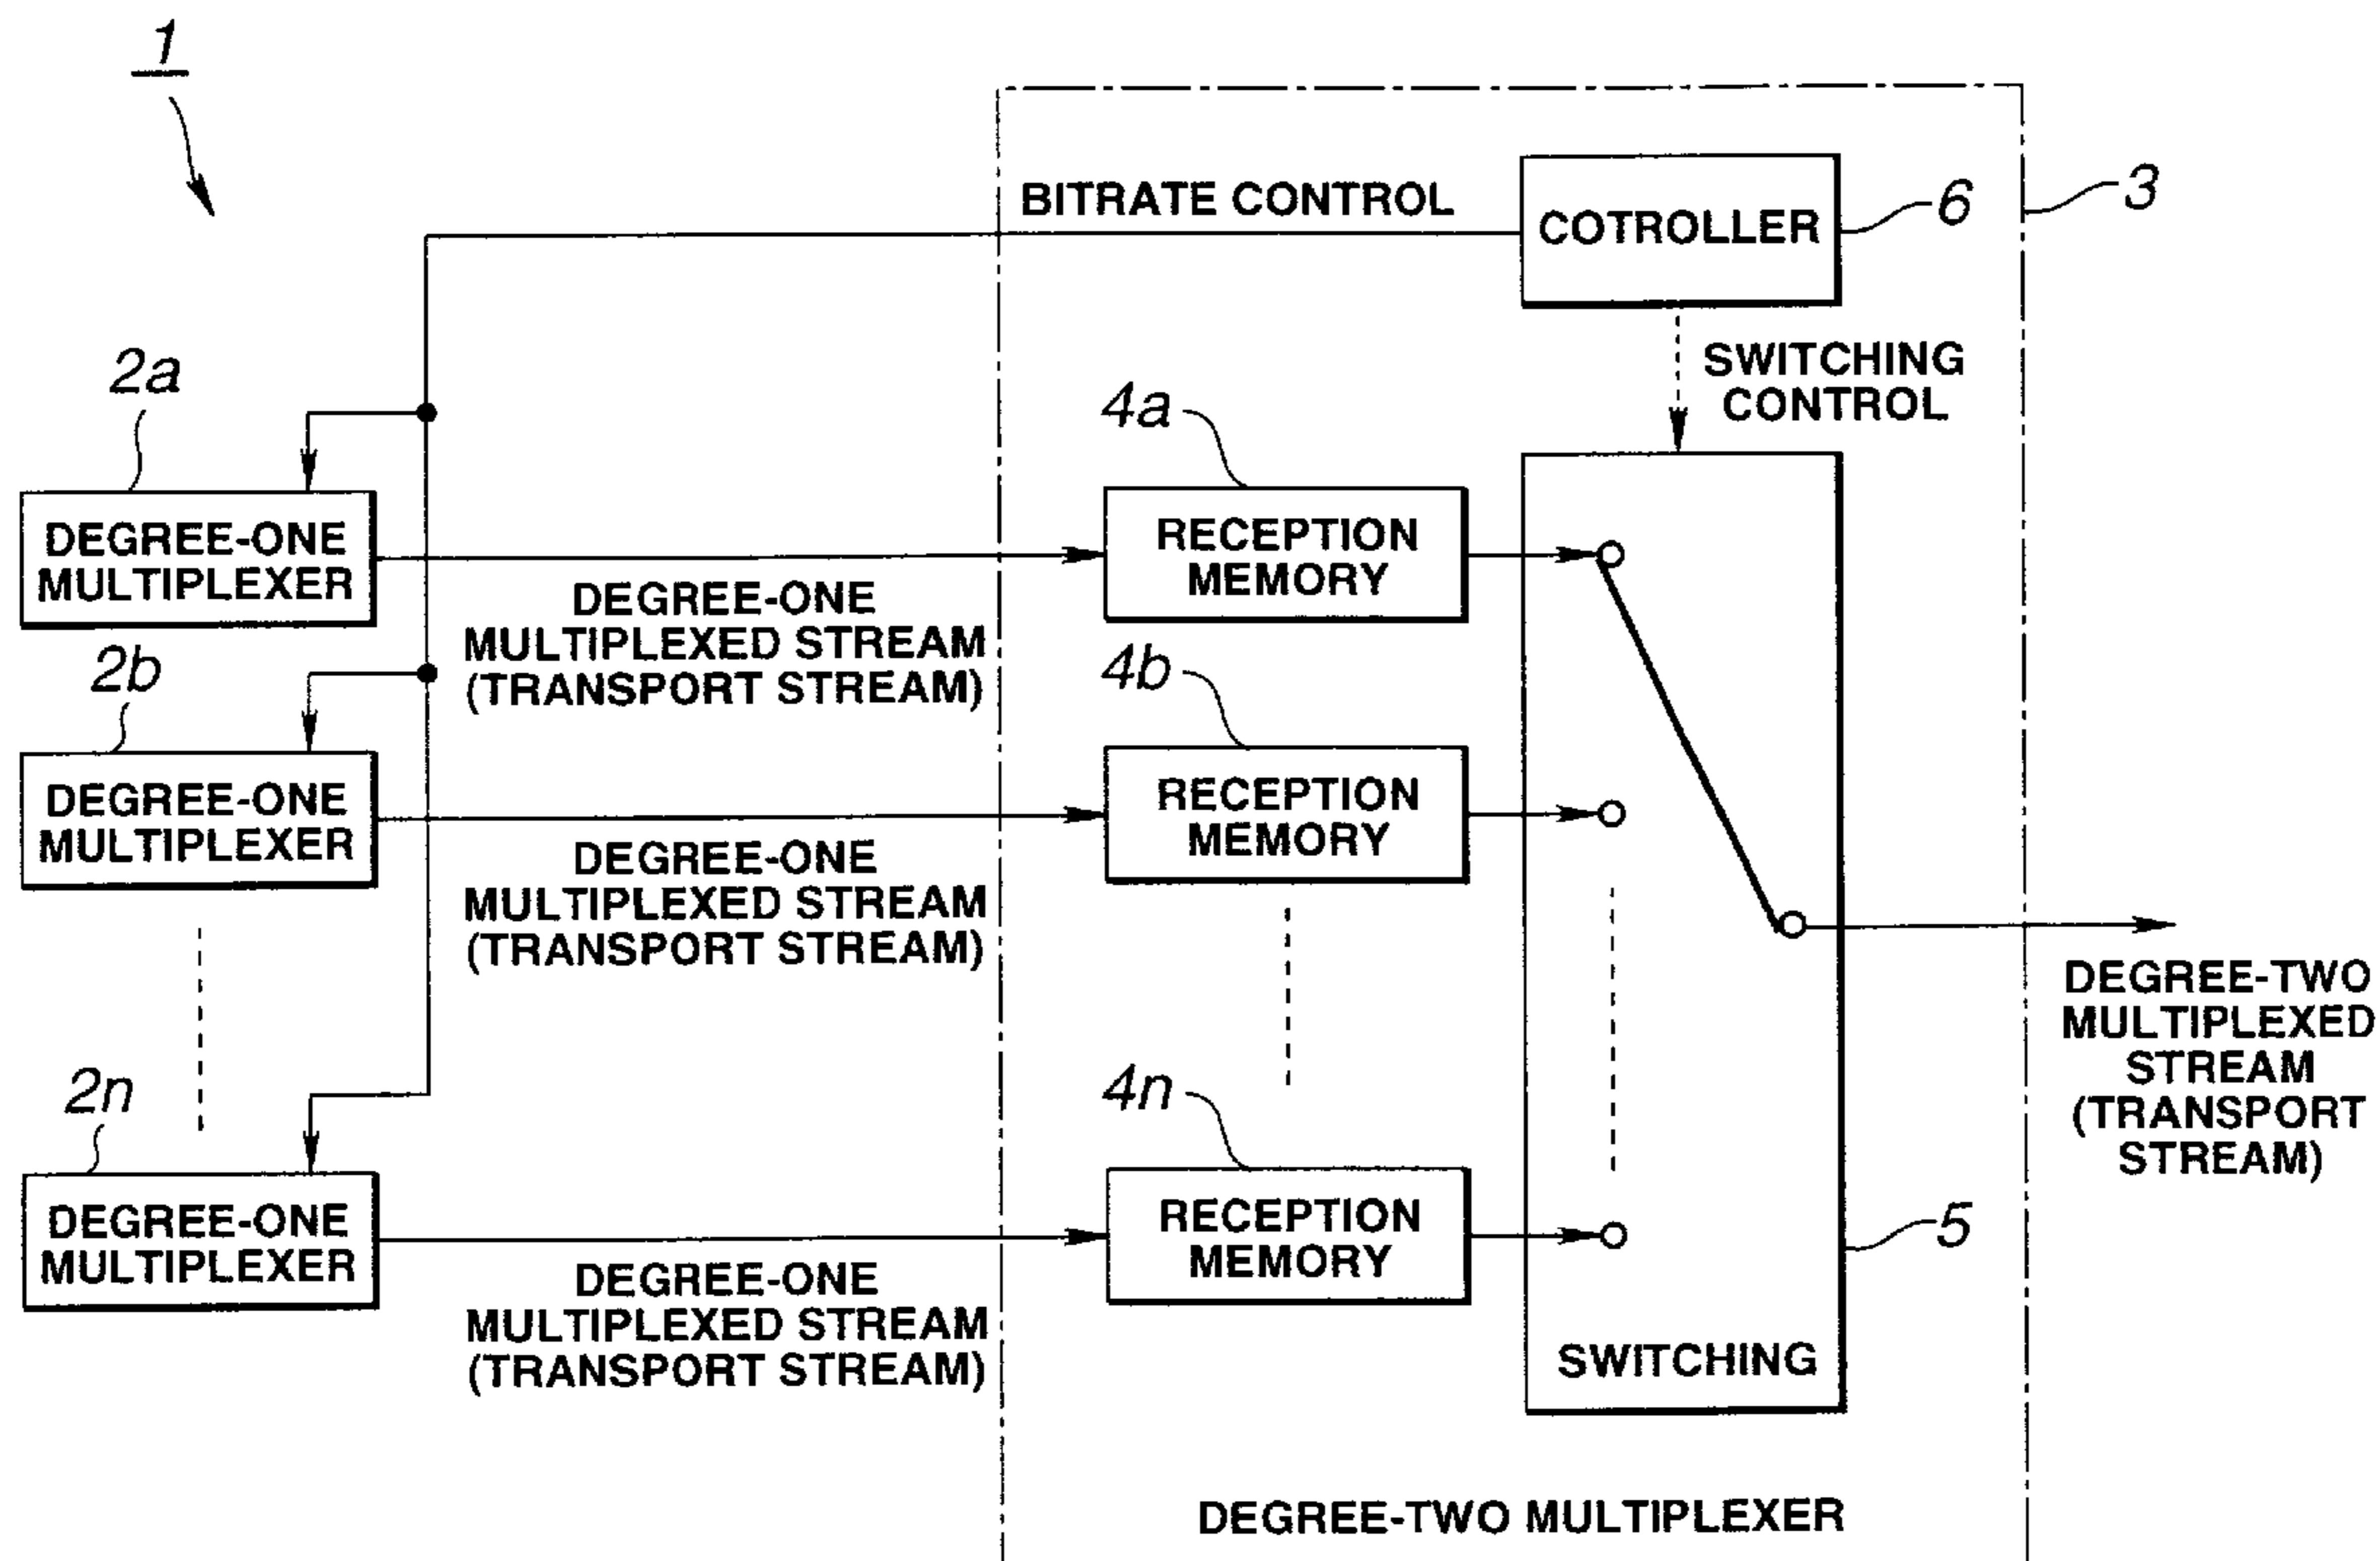 1
BITRATE CONTROL
COTROLLER
6
3
SWITCHING
CONTROL
2a
4a
DEGREE-ONE
MULTIPLEXER
DEGREE-ONE
MULTIPLEXED STREAM
(TRANSPORT STREAM)
RECEPTION
MEMORY
2b
4b
DEGREE-ONE
MULTIPLEXER
DEGREE-ONE
MULTIPLEXED STREAM
(TRANSPORT STREAM)
RECEPTION
MEMORY
DEGREE-TWO
MULTIPLEXED
STREAM
(TRANSPORT
STREAM)
2n
4n
DEGREE-ONE
MULTIPLEXER
DEGREE-ONE
MULTIPLEXED STREAM
(TRANSPORT STREAM)
RECEPTION
MEMORY
5
SWITCHING
DEGREE-TWO MULTIPLEXER